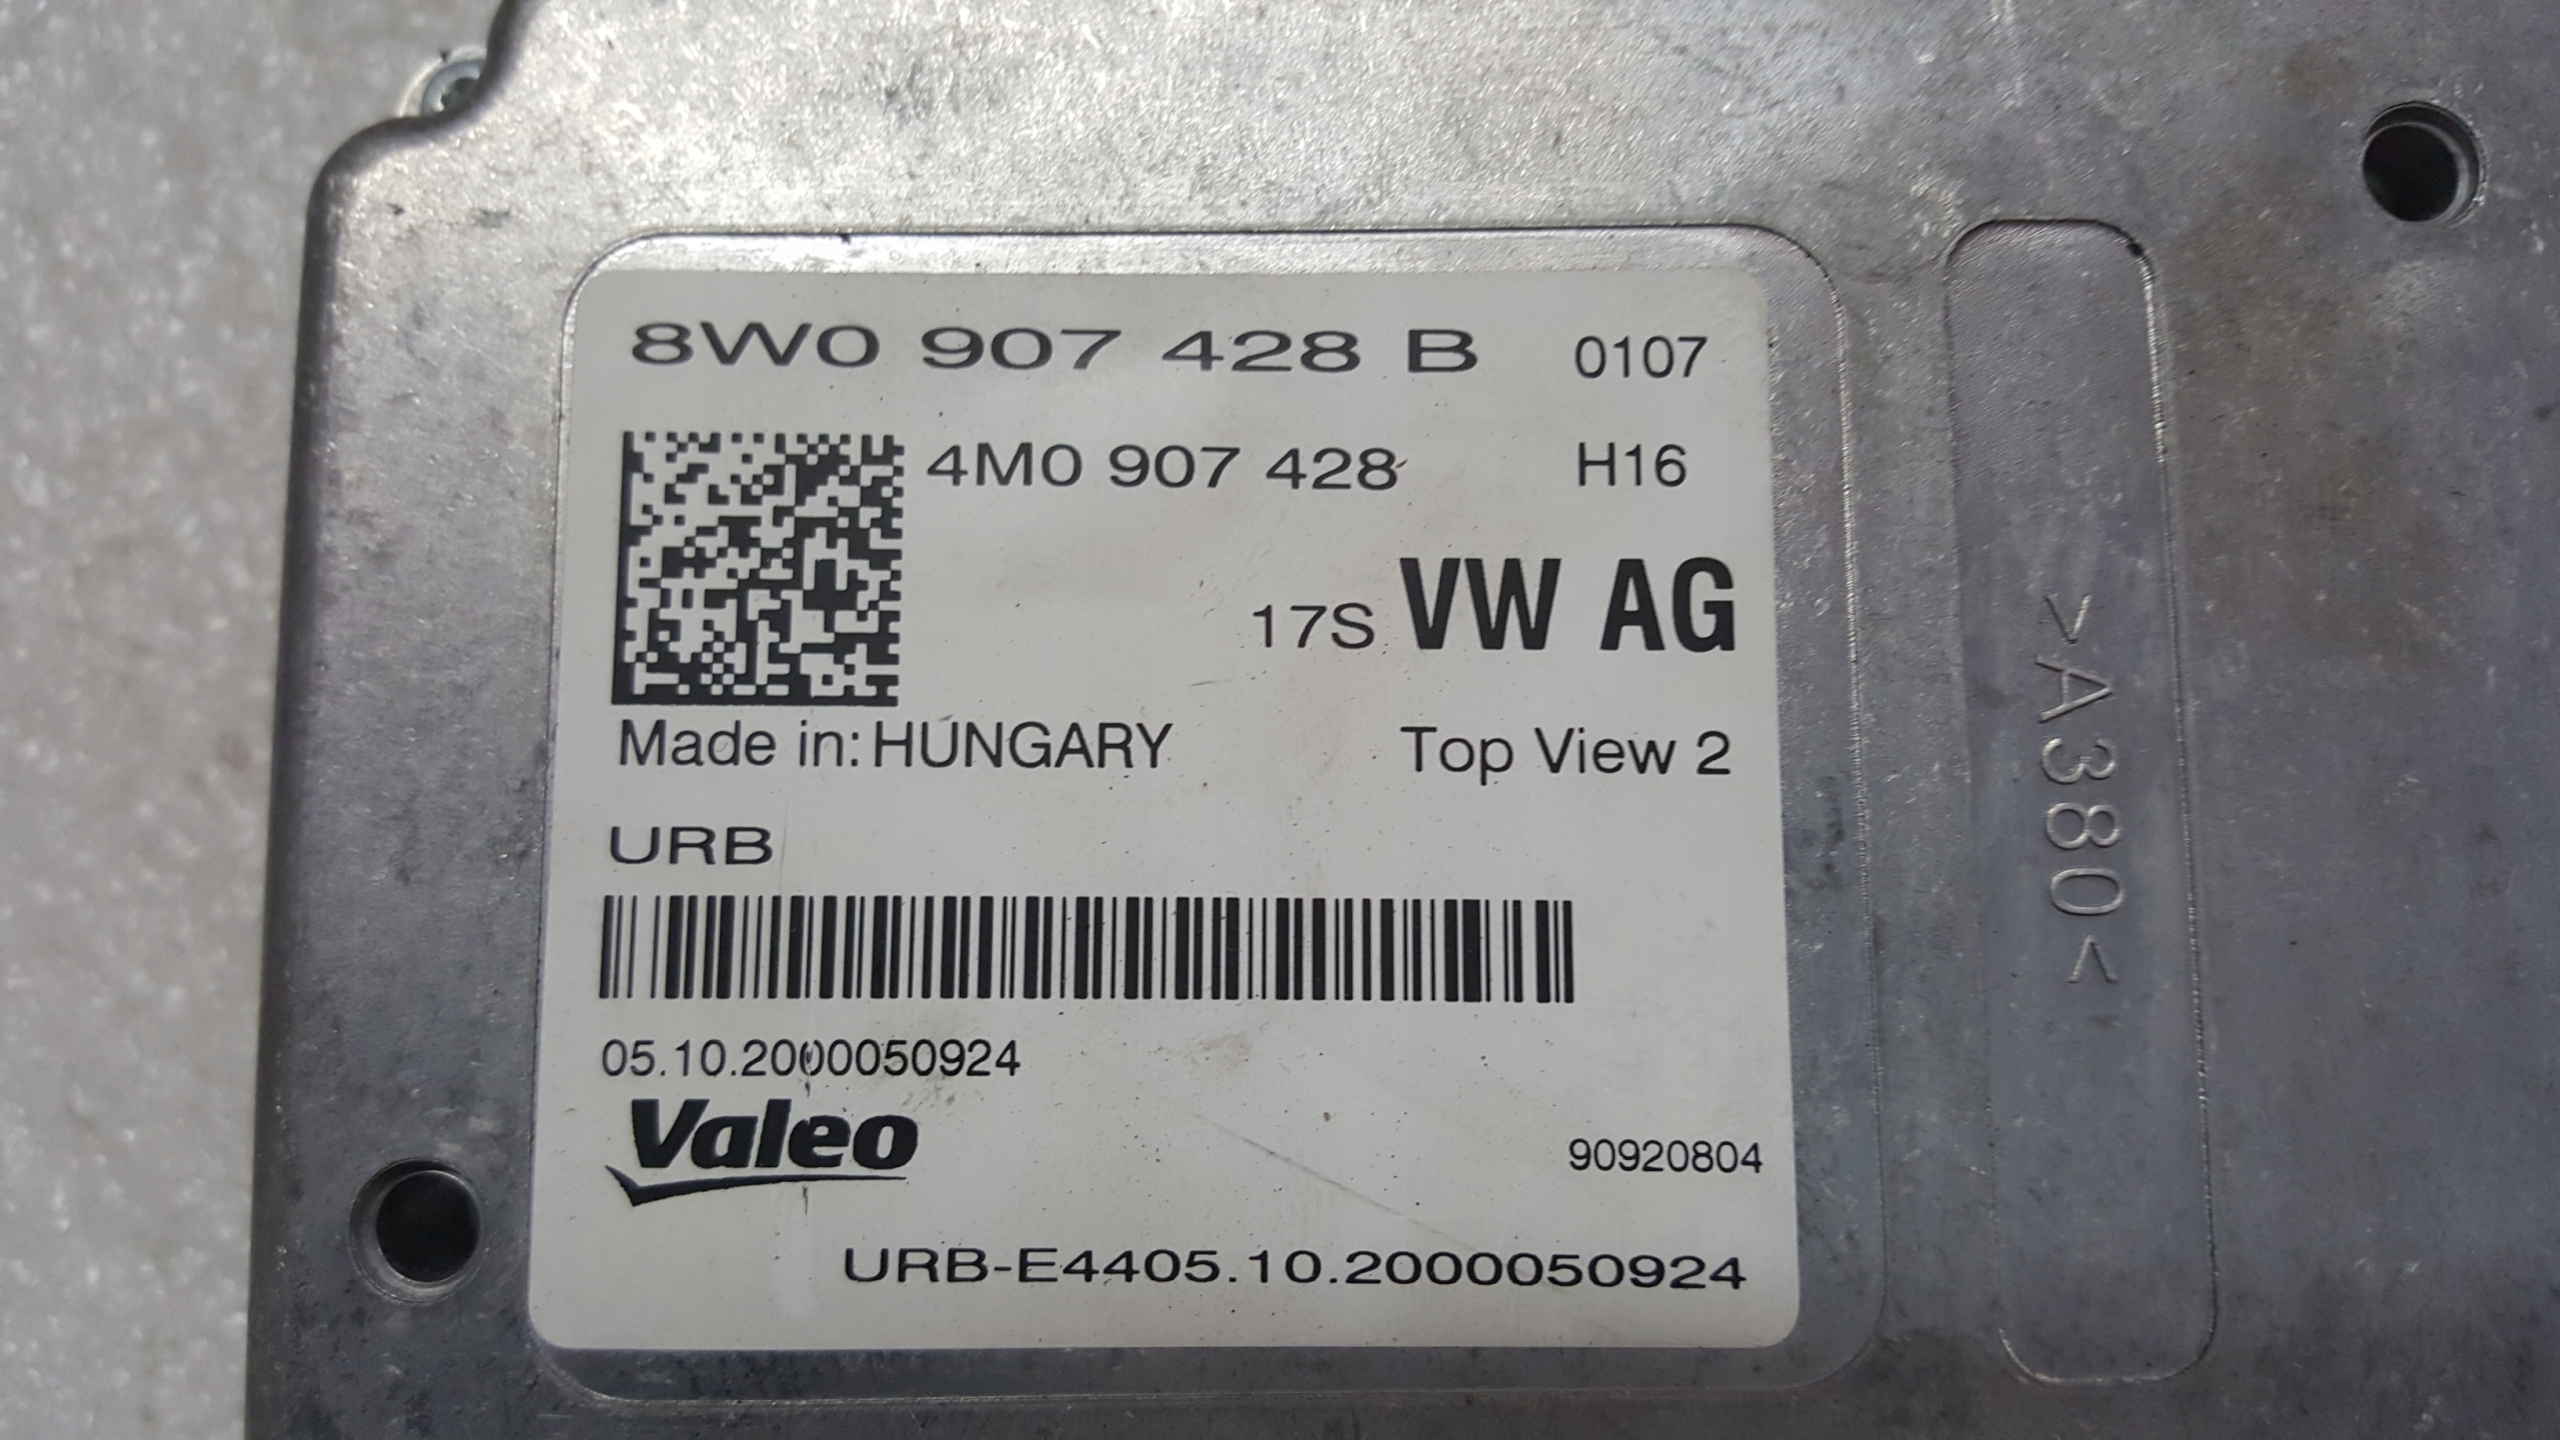 8W0 907 428 B 0107
4M0 907 428 H16
17S VW AG
Made in: HUNGARY Top View 2
URB
05.10.2000050924
Valeo
90920804
URB-E4405.10.2000050924
>A380<